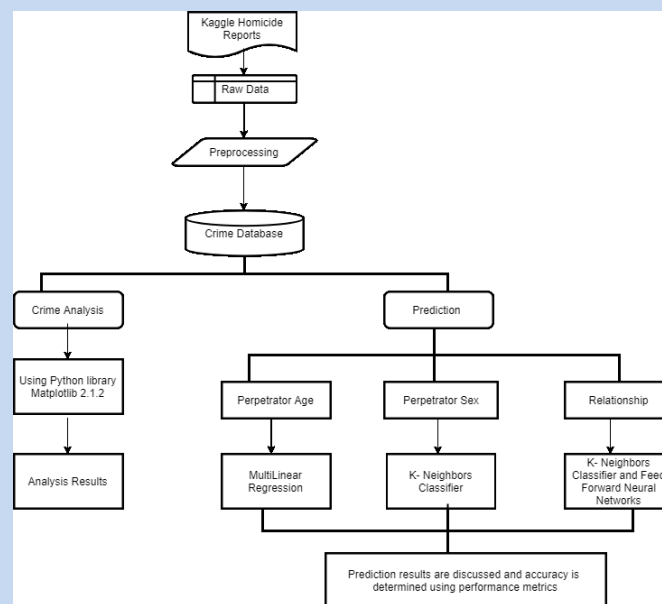 Kaggle Homicide
Reports
Raw Data
Preprocessing
Crime Database
Crime Analysis
Prediction
Using Python library
Matplotlib 2.1.2
Perpetrator Age
Perpetrator Sex
Relationship
Analysis Results
MultiLinear
Regression
K- Neighbors
Classifier
K- Neighbors
Classifier and Feed
Forward Neural
Networks
Prediction results are discussed and accuracy is
determined using performance metrics